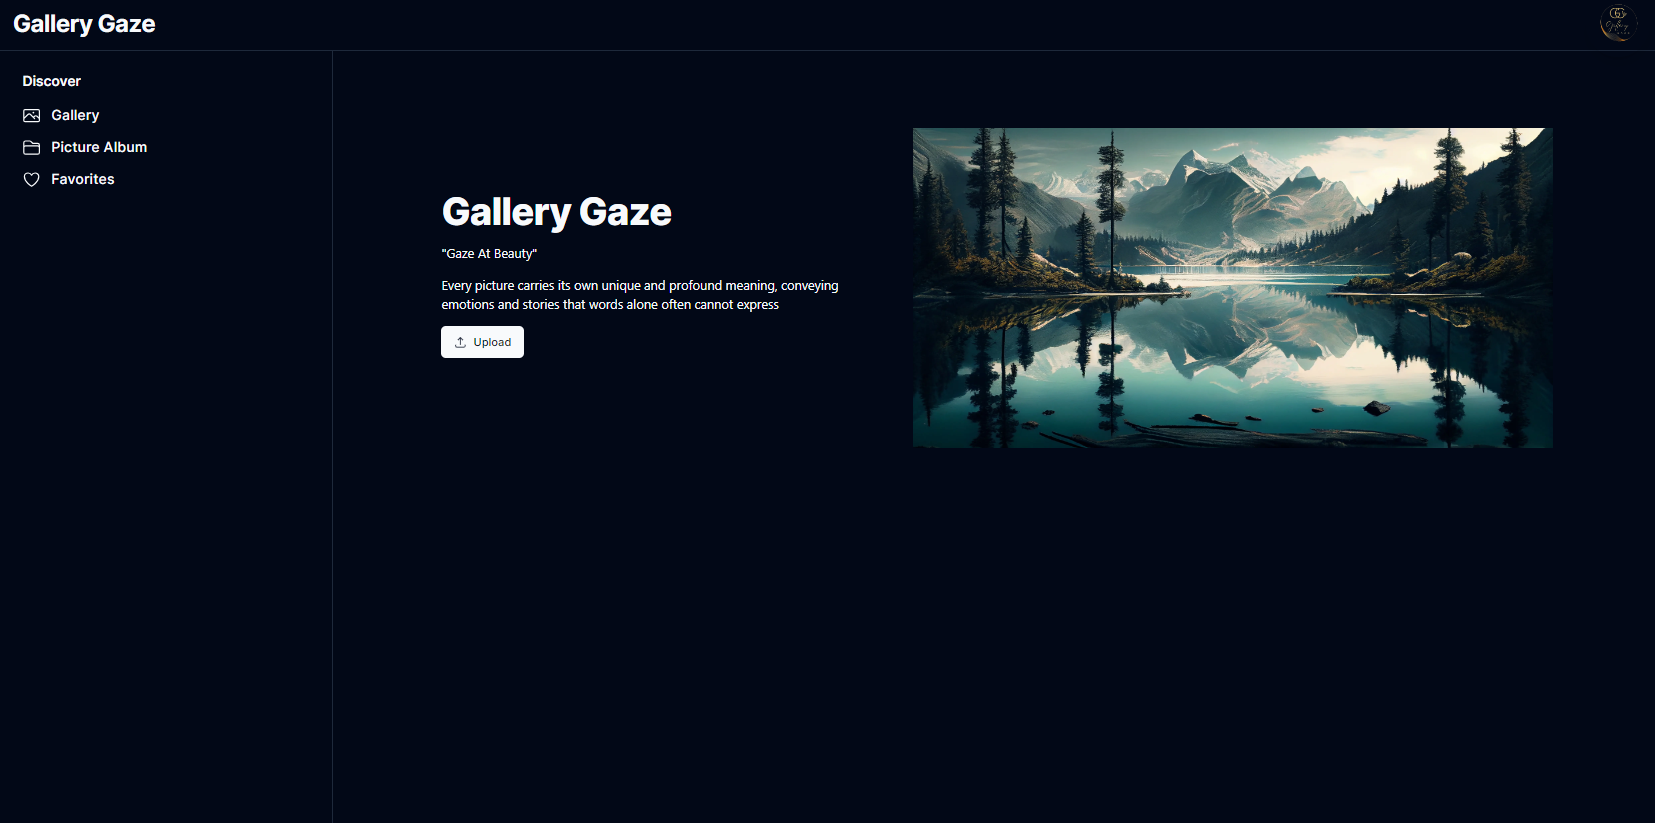 Gallery Gaze
Discover
Gallery
Picture Album
Favorites
Gallery Gaze
"Gaze At Beauty"
Every picture carries its own unique and profound meaning, conveying
emotions and stories that words alone often cannot express
Upload